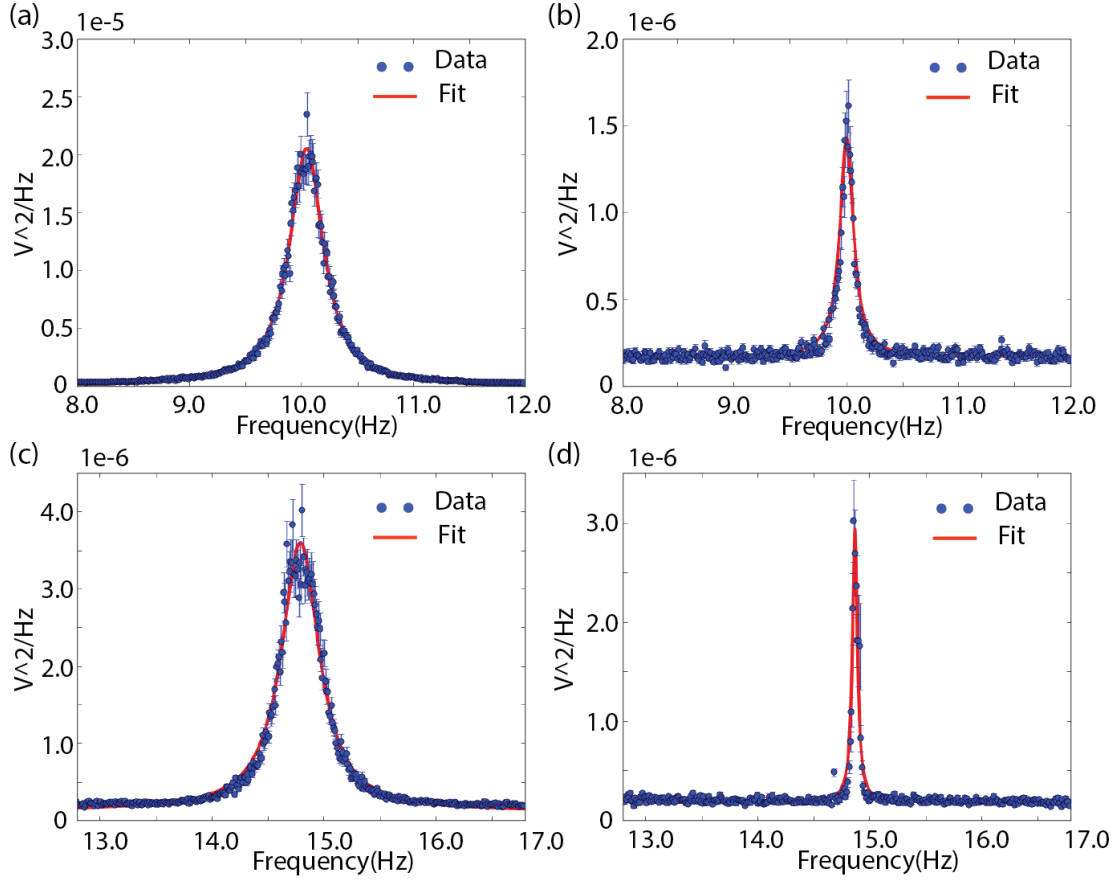 (a)
1e-5
3.0
2.5
2.0
1.5
1.0
0.5
0
V^2/Hz
Data
Fit
8.0 9.0 10.0 11.0 12.0
Frequency(Hz)
(b)
1e-6
2.0
1.5
1.0
0.5
0
V^2/Hz
Data
Fit
8.0 9.0 10.0 11.0 12.0
Frequency(Hz)
(c)
1e-6
4.0
3.0
2.0
1.0
0
V^2/Hz
Data
Fit
13.0 14.0 15.0 16.0 17.0
Frequency(Hz)
(d)
1e-6
3.0
2.0
1.0
0
V^2/Hz
Data
Fit
13.0 14.0 15.0 16.0 17.0
Frequency(Hz)